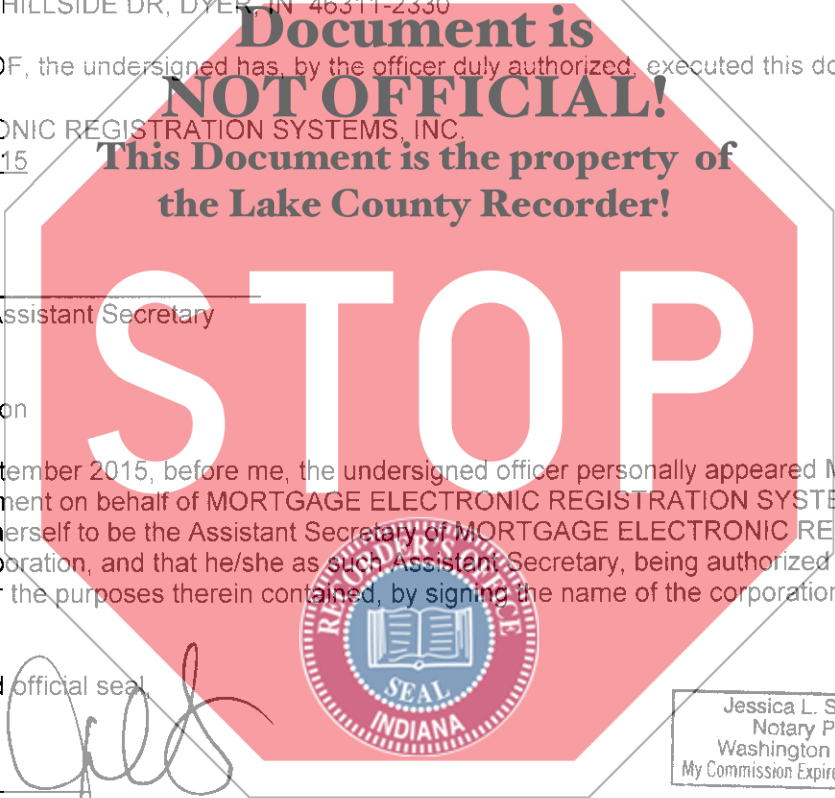 HILLSIDE DR, DYER, IN 46311-2330
Document is
OF, the undersigned has, by the officer duly authorized, executed this do
NOT OFFICIAL!
ONIC REGISTRATION SYSTEMS, INC.
15
This Document is the property of
the Lake County Recorder!
STOP
Assistant Secretary
on
tember 2015, before me, the undersigned officer personally appeared M
ment on behalf of MORTGAGE ELECTRONIC REGISTRATION SYSTE
erself to be the Assistant Secretary of MORTGAGE ELECTRONIC RE
oration, and that he/she as such Assistant Secretary, being authorized
r the purposes therein contained, by signing the name of the corporation
RECORDER'S OFFICE
SEAL
INDIANA
d official seal,
Jessica L. S
Notary P
Washington
My Commission Expire